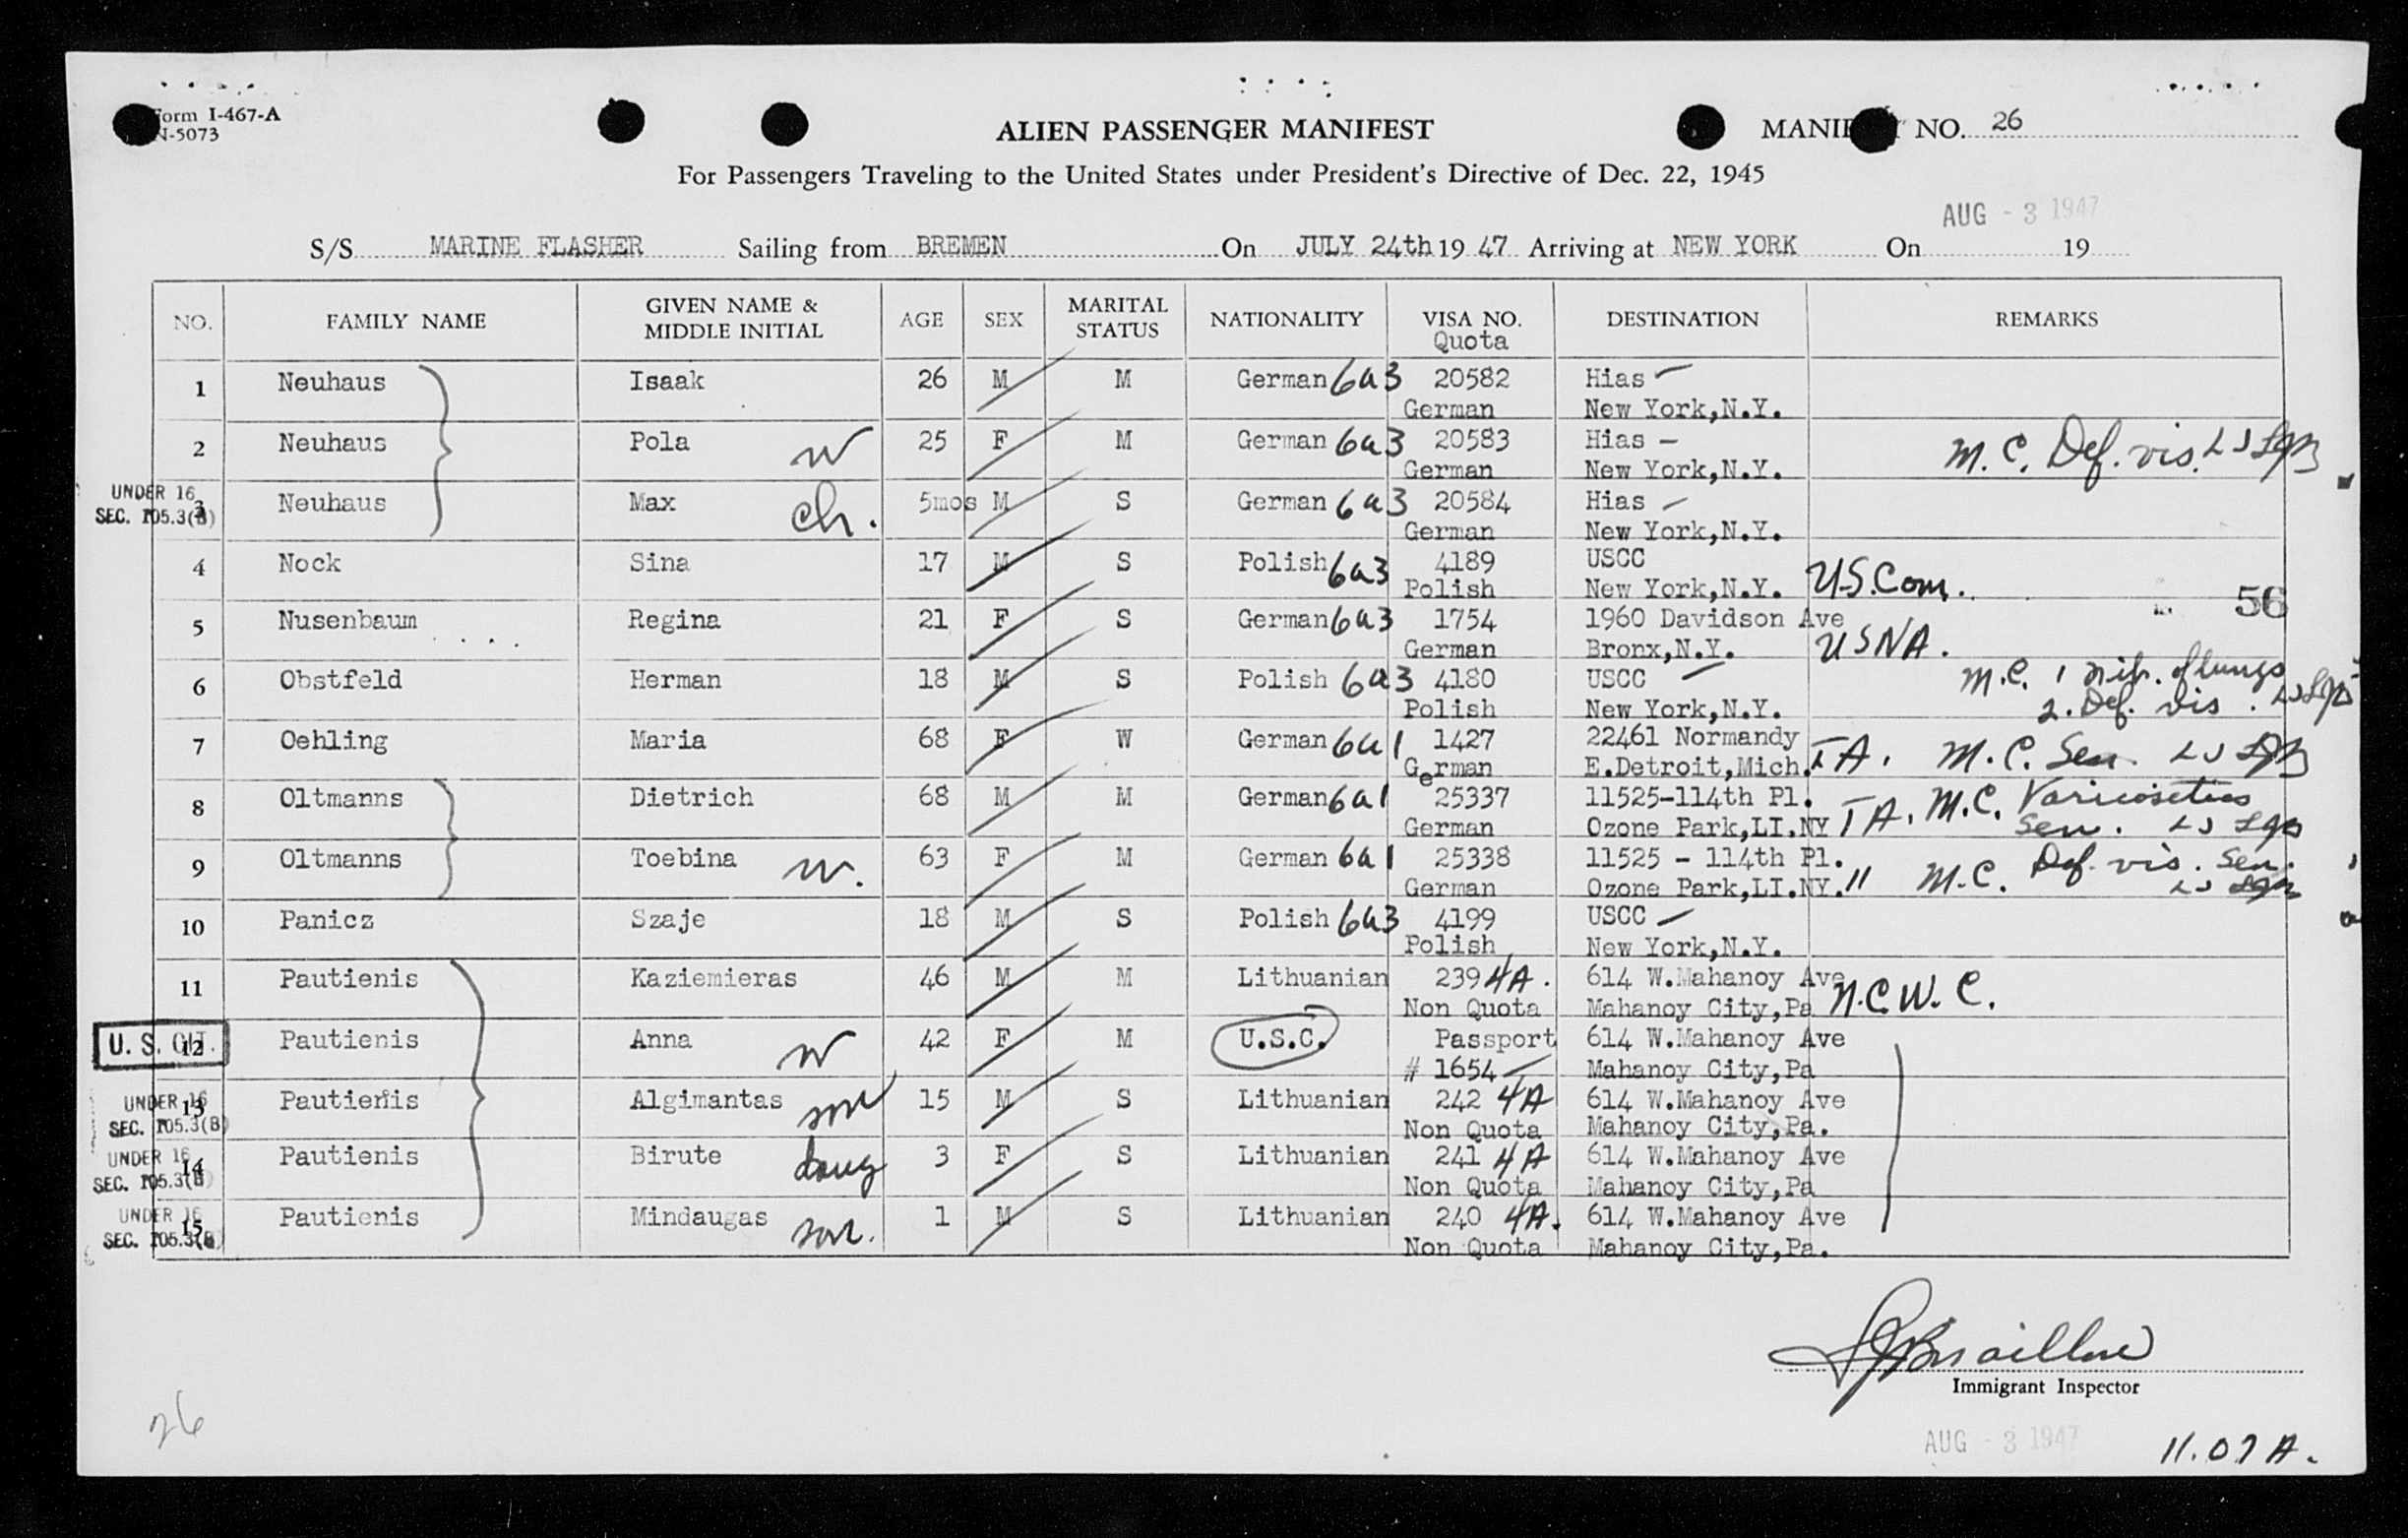 Form I-467-A
N-5073
ALIEN PASSENGER MANIFEST
MANIFEST NO. 26
For Passengers Traveling to the United States under President's Directive of Dec. 22, 1945
AUG - 3 1947
S/S MARINE FLASHER Sailing from BREMEN On JULY 24th 19 47 Arriving at NEW YORK On 19
NO. FAMILY NAME GIVEN NAME & MIDDLE INITIAL AGE SEX MARITAL STATUS NATIONALITY VISA NO. Quota DESTINATION REMARKS
1 Neuhaus Isaak 26 M M German 6a3 20582 Hias
German New York,N.Y.
2 Neuhaus Pola w 25 F M German 6a3 20583 Hias - M.C. Def. vis.
German New York,N.Y.
UNDER 16
SEC. 105.3(B)
3 Neuhaus Max ch. 5mos M S German 6a3 20584 Hias
German New York,N.Y.
4 Nock Sina 17 M S Polish 6a3 4189 USCC
Polish New York,N.Y. U.S.Com.
56
5 Nusenbaum Regina 21 F S German 6a3 1754 1960 Davidson Ave
German Bronx,N.Y. USNA.
6 Obstfeld Herman 18 M S Polish 6a3 4180 USCC M.C. 1 of lungs
Polish New York,N.Y. 2. Def. vis.
7 Oehling Maria 68 F W German 6a1 1427 22461 Normandy
German E.Detroit,Mich. TA. M.C. Sen.
8 Oltmanns Dietrich 68 M M German 6a1 25337 11525-114th Pl. TA. M.C. Varicosities
German Ozone Park,LI.NY Sen.
9 Oltmanns Toebina w. 63 F M German 6a1 25338 11525 - 114th Pl.
German Ozone Park,LI.NY. " M.C. Def. vis. Sen.
10 Panicz Szaje 18 M S Polish 6a3 4199 USCC
Polish New York,N.Y.
11 Pautienis Kaziemieras 46 M M Lithuanian 239 4A. 614 W.Mahanoy Ave
Non Quota Mahanoy City,Pa N.C.W.C.
U. S. CIT.
12 Pautienis Anna w 42 F M U.S.C. Passport 614 W.Mahanoy Ave
# 1654 Mahanoy City,Pa
UNDER 16
SEC. 105.3(B)
13 Pautienis Algimantas son 15 M S Lithuanian 242 4A 614 W.Mahanoy Ave
Non Quota Mahanoy City,Pa.
UNDER 16
SEC. 105.3(B)
14 Pautienis Birute daug 3 F S Lithuanian 241 4A 614 W.Mahanoy Ave
Non Quota Mahanoy City,Pa
UNDER 16
SEC. 105.3(B)
15 Pautienis Mindaugas son. 1 M S Lithuanian 240 4A. 614 W.Mahanoy Ave
Non Quota Mahanoy City,Pa.
Immigrant Inspector
26
AUG - 3 1947
11.07 A.